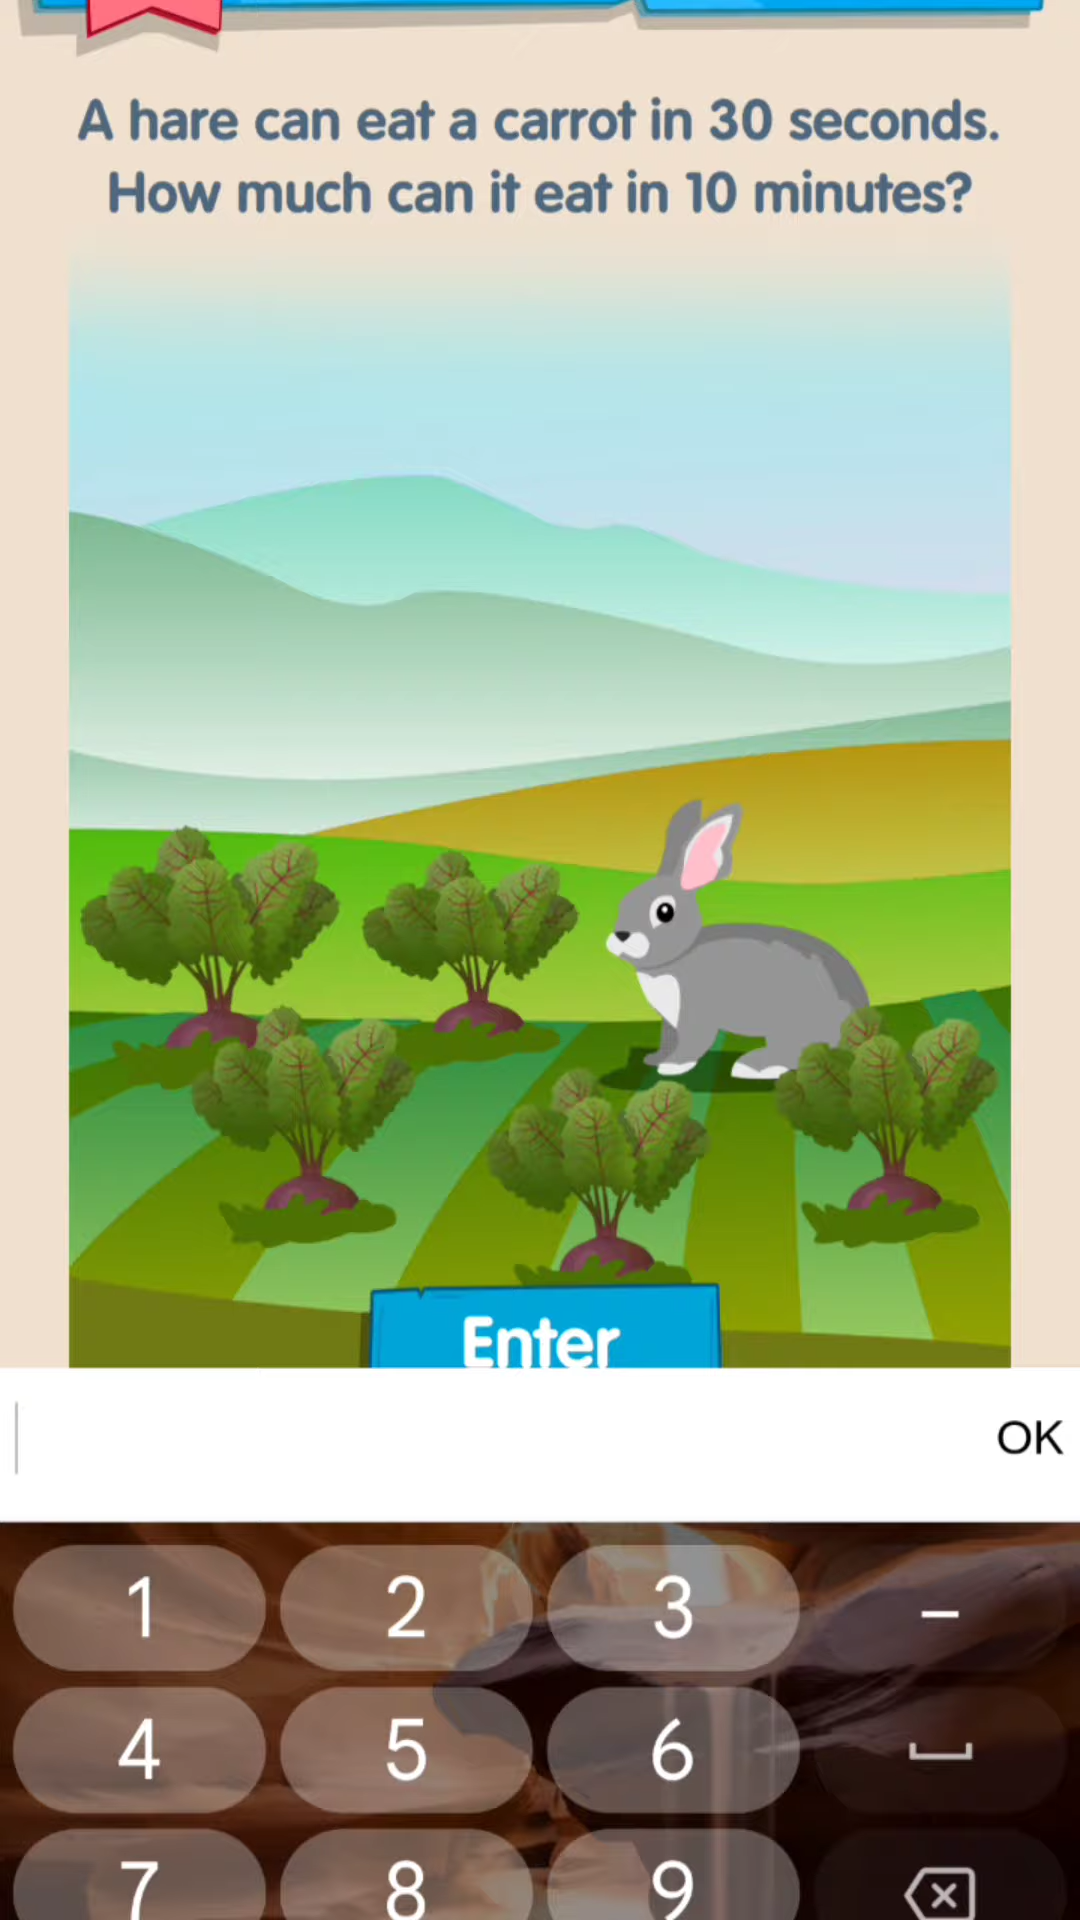 A hare can eat a carrot in 30 seconds.
How much can it eat in 10 minutes?
Enter
OK
1 2 3 –
4 5 6
7 8 9